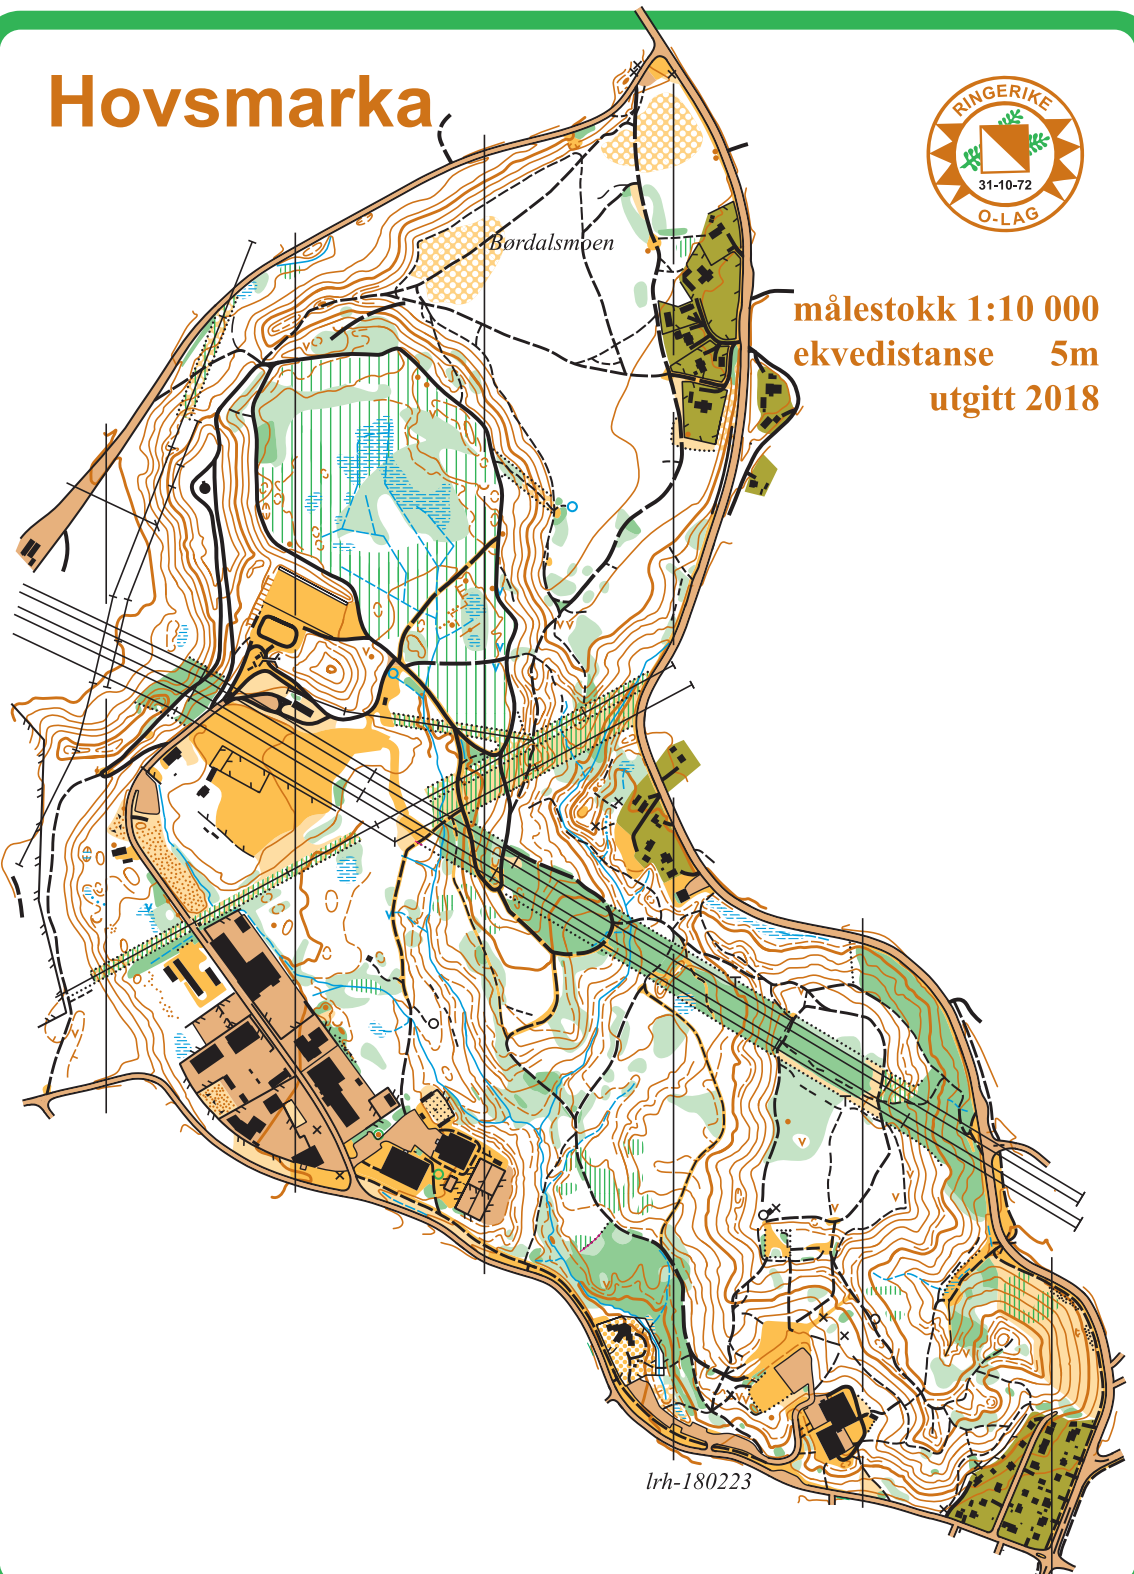 Hovsmarka
RINGERIKE
31-10-72
O-LAG
Børdalsmoen
målestokk 1:10 000
ekvedistanse 5m
utgitt 2018
lrh-180223